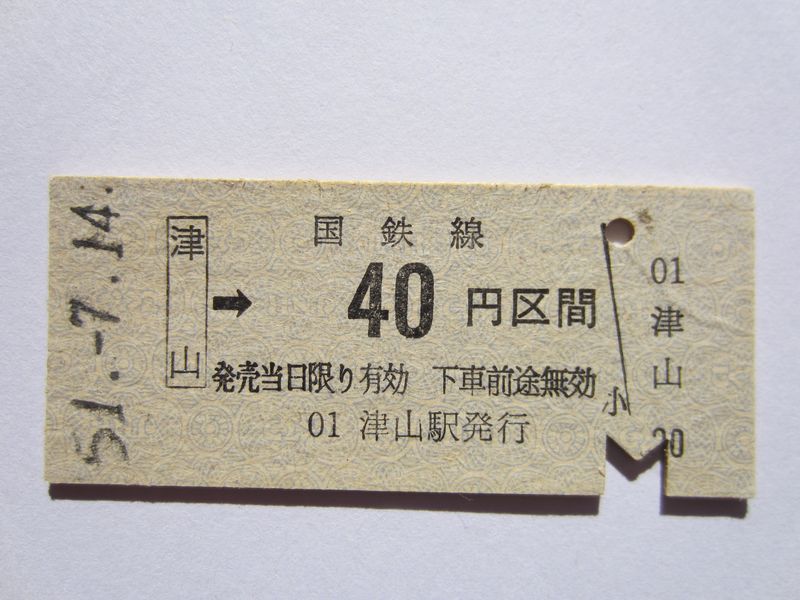 51.-7.14.
津山
国鉄線
➡ 40円区間
発売当日限り有効 下車前途無効
01 津山駅発行
小
01
津山
20